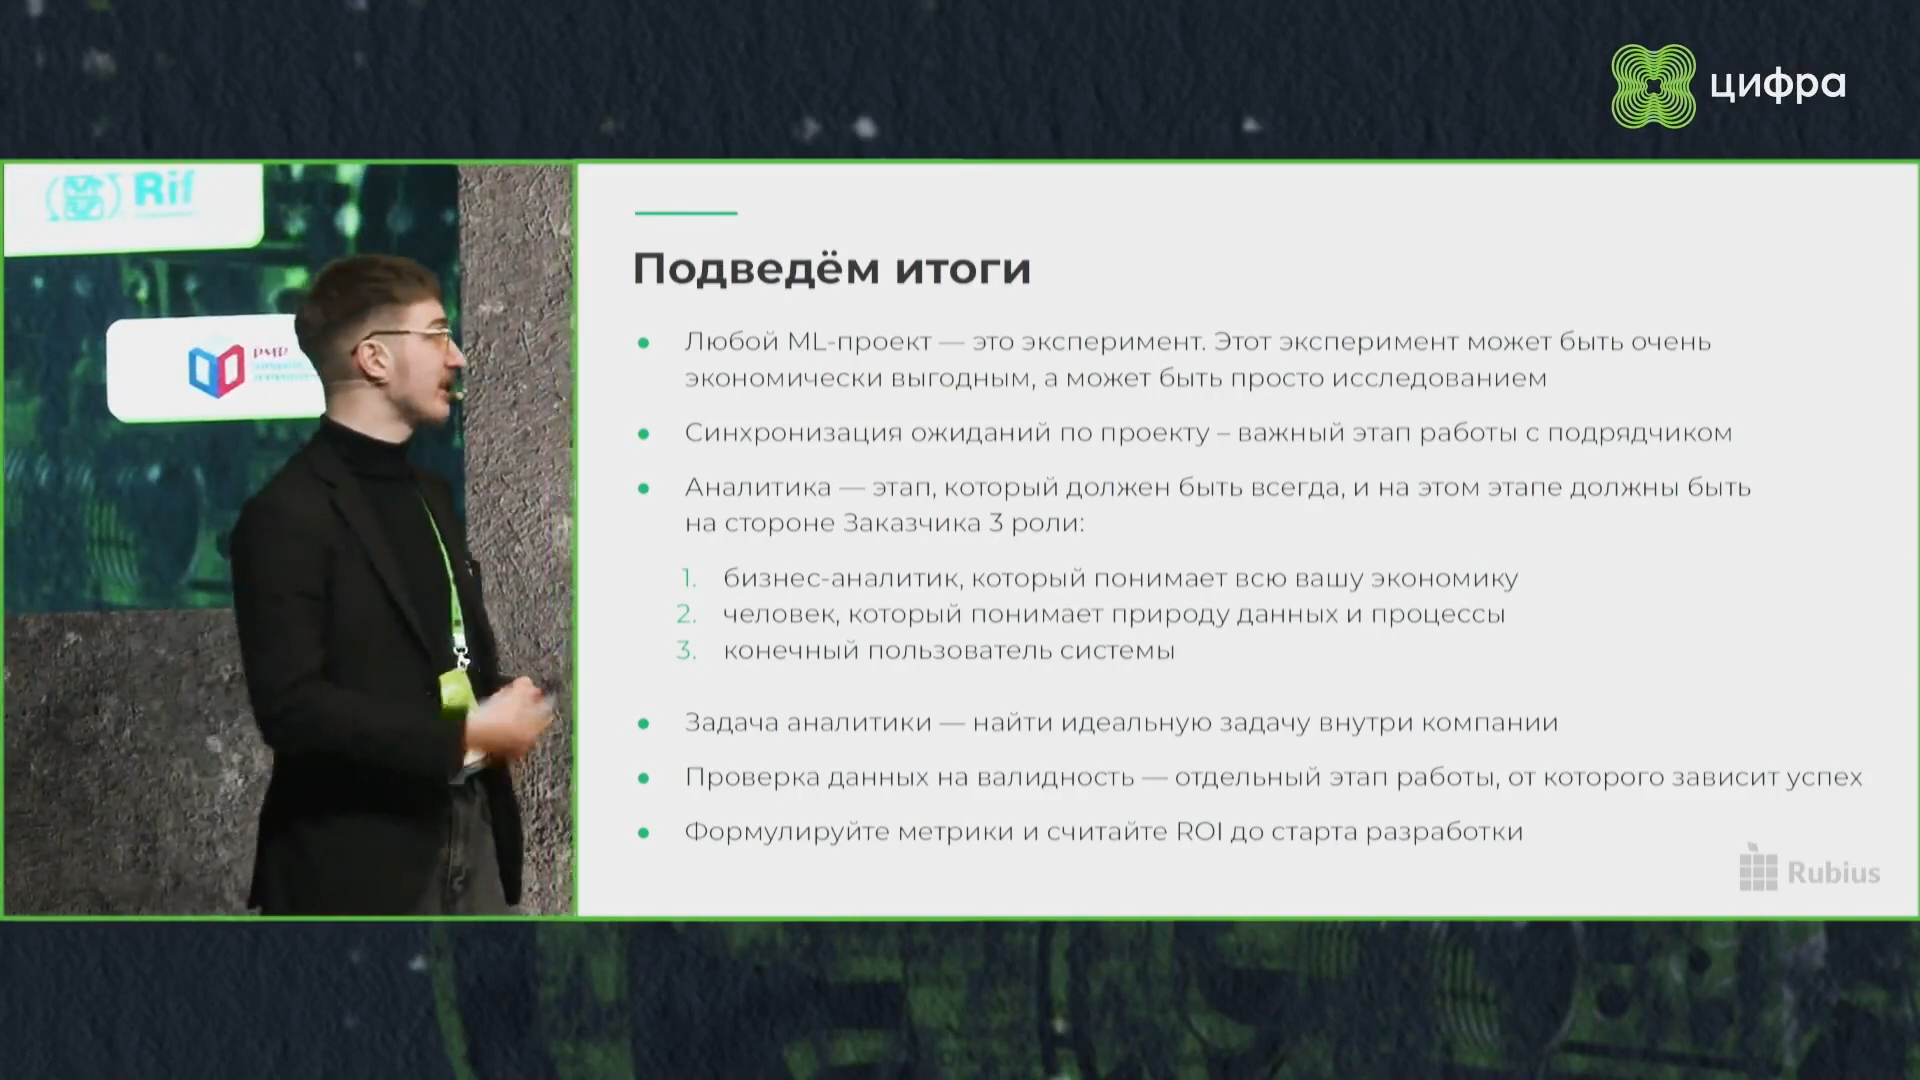 цифра
Rif
Подведём итоги
Любой ML-проект — это эксперимент. Этот эксперимент может быть очень
экономически выгодным, а может быть просто исследованием
Синхронизация ожиданий по проекту – важный этап работы с подрядчиком
Аналитика — этап, который должен быть всегда, и на этом этапе должны быть
на стороне Заказчика 3 роли:
1. бизнес-аналитик, который понимает всю вашу экономику
2. человек, который понимает природу данных и процессы
3. конечный пользователь системы
Задача аналитики — найти идеальную задачу внутри компании
Проверка данных на валидность — отдельный этап работы, от которого зависит успех
Формулируйте метрики и считайте ROI до старта разработки
Rubius